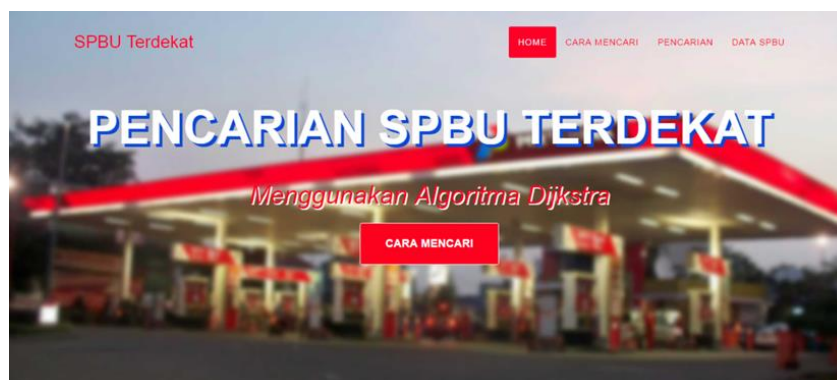 SPBU Terdekat
HOME CARA MENCARI PENCARIAN DATA SPBU
PENCARIAN SPBU TERDEKAT
Menggunakan Algoritma Dijkstra
CARA MENCARI